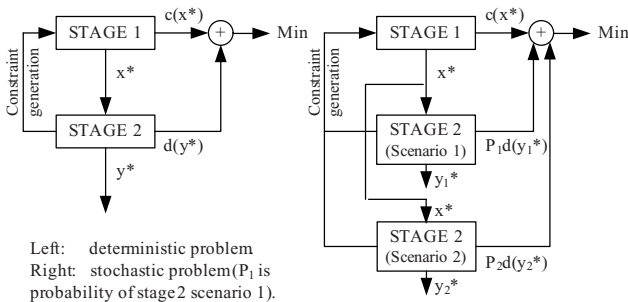 STAGE 1
c(x*)
+
Min
Constraint
generation
x*
STAGE 2
d(y*)
y*
STAGE 1
c(x*)
+
Min
Constraint
generation
x*
STAGE 2
(Scenario 1)
P₁d(y₁*)
y₁*
x*
STAGE 2
(Scenario 2)
P₂d(y₂*)
y₂*
Left: deterministic problem
Right: stochastic problem (P₁ is
probability of stage 2 scenario 1).